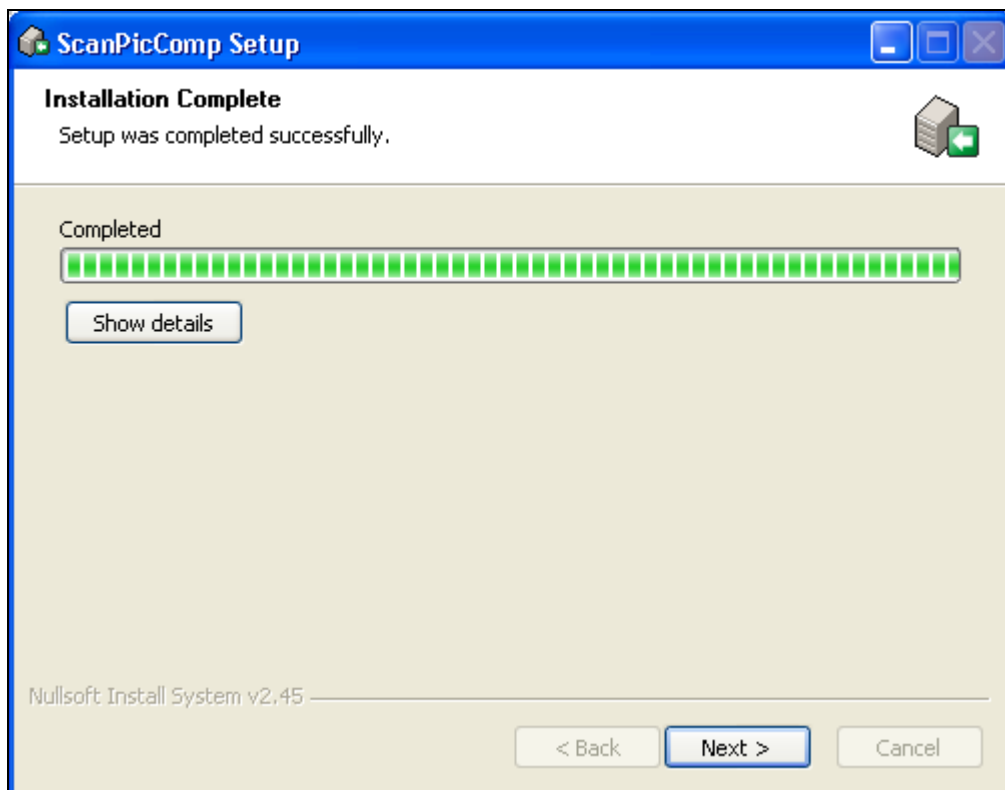 ScanPicComp Setup
Installation Complete
Setup was completed successfully.
Completed
Show details
Nullsoft Install System v2.45
< Back
Next >
Cancel